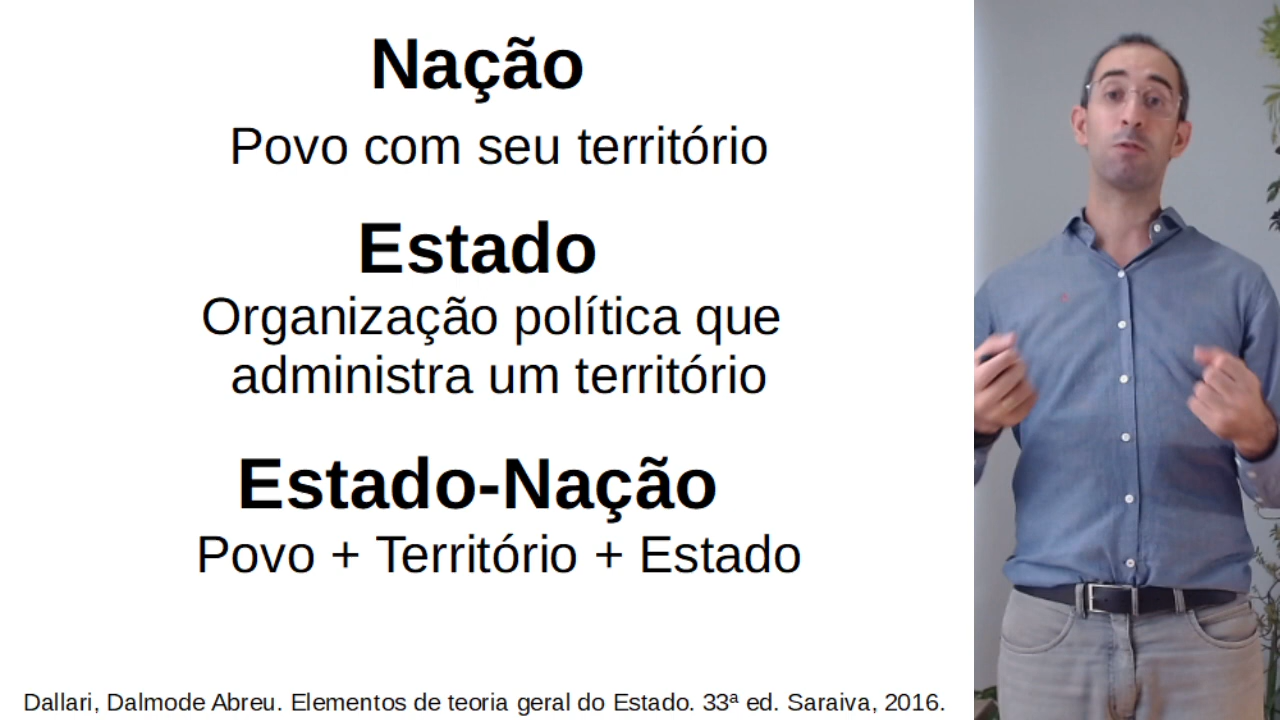 Nação
Povo com seu território
Estado
Organização política que
administra um território
Estado-Nação
Povo + Território + Estado
Dallari, Dalmode Abreu. Elementos de teoria geral do Estado. 33ª ed. Saraiva, 2016.